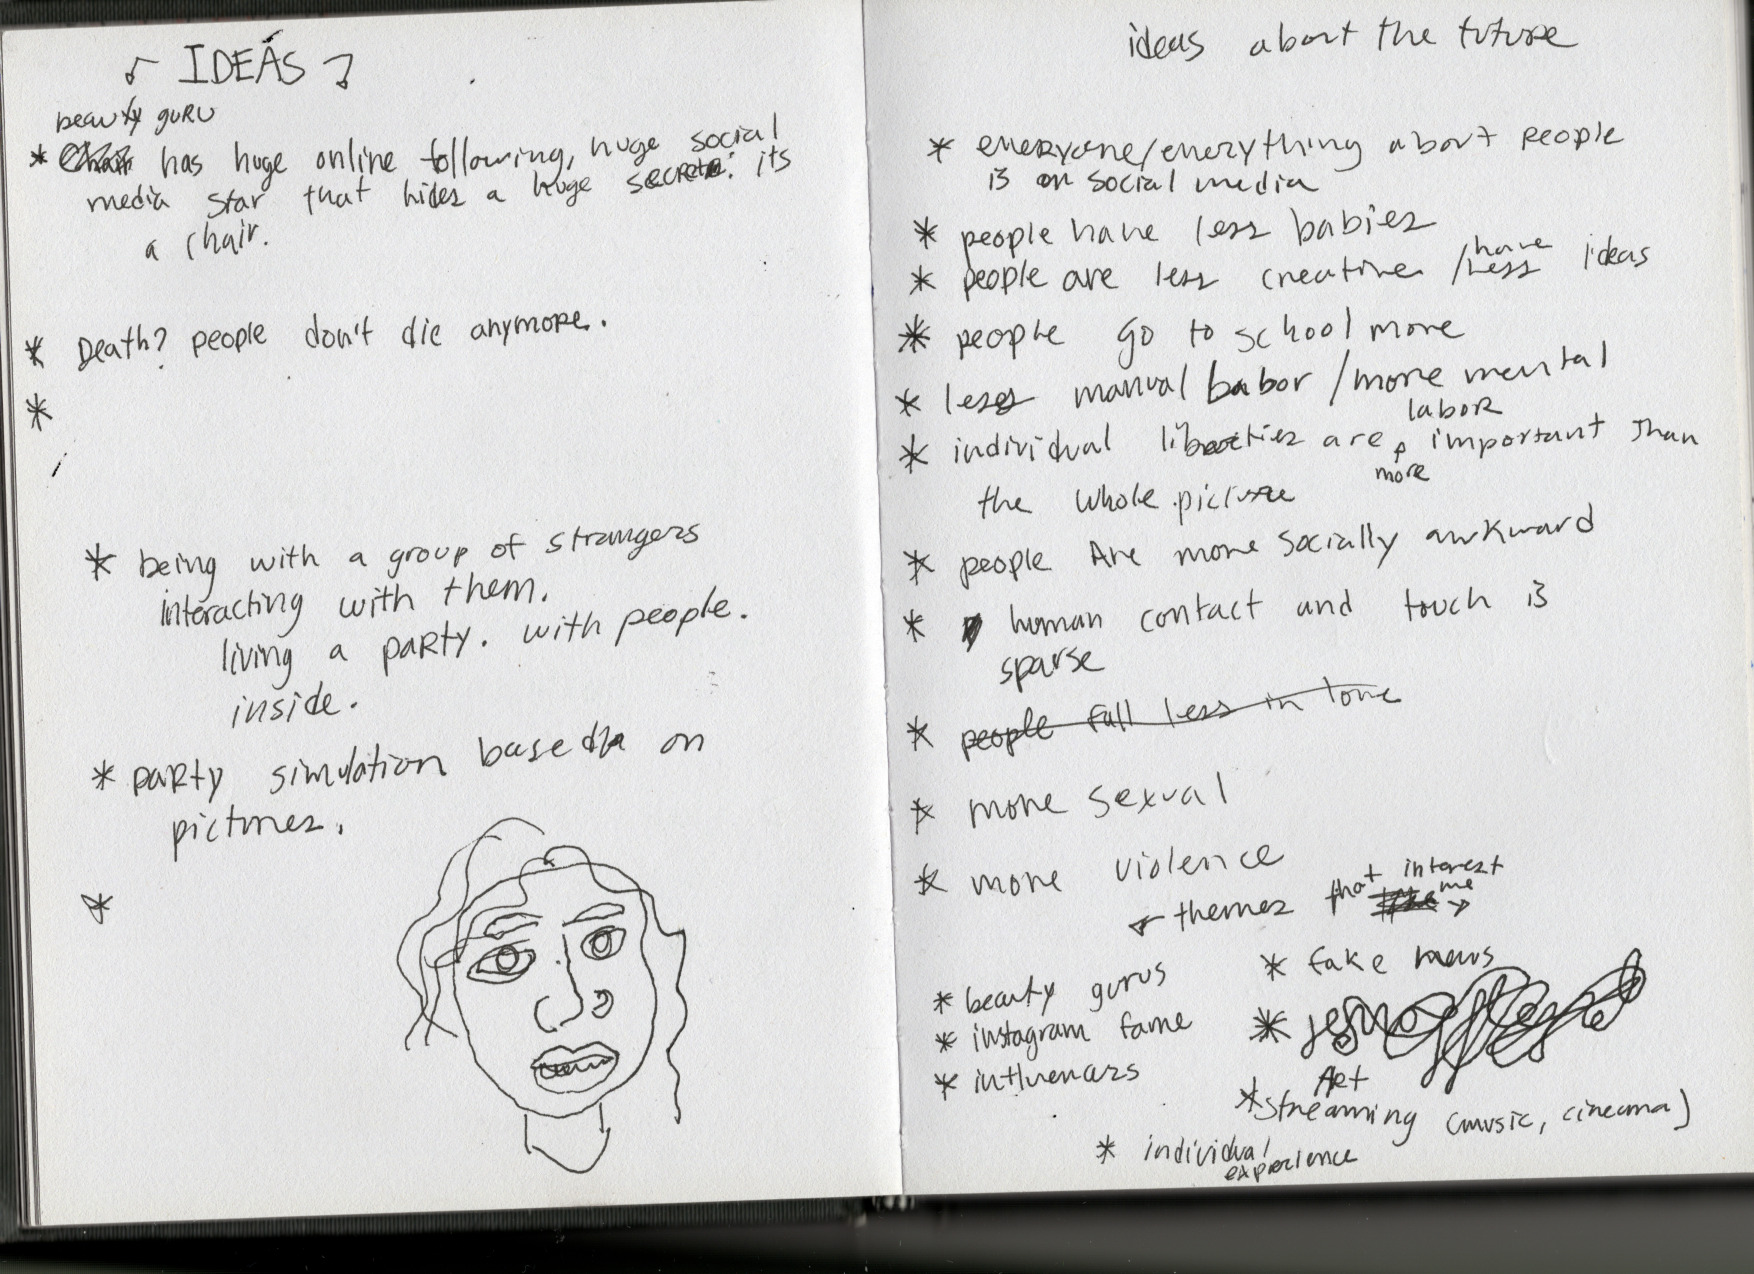 IDEAS
beauty guru
* Chair has huge online following, huge social
media star that hides a huge secret: its
a chair.
* Death? people don't die anymore.
*
* being with a group of strangers
interacting with them.
living a party. with people.
inside.
* party simulation based on
pictures.
*
ideas about the future
* everyone/everything about people
is on social media
* people have less babies
* people are less creative / have less ideas
* people go to school more
* less manual labor / more mental
labor
* individual liberties are more important than
the whole picture
* people Are more socially awkward
* human contact and touch is
sparse
* people fall less in love
* more sexual
* more violence
themes that interest
me
* beauty gurus
* instagram fame
* influencers
* fake news
*
Art
* streaming (music, cinema)
* individual
experience